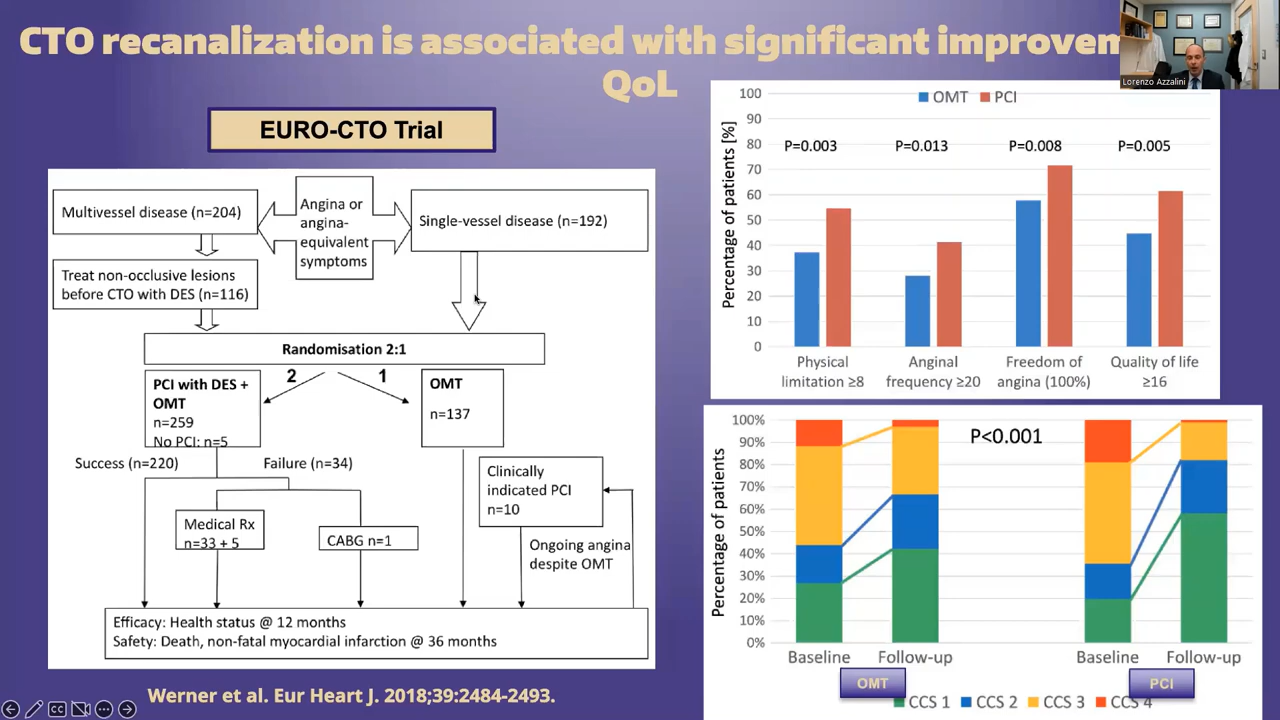 CTO recanalization is associated with significant improvem
QoL
Lorenzo Azzalini
EURO-CTO Trial
Multivessel disease (n=204)
Angina or
angina-
equivalent
symptoms
Single-vessel disease (n=192)
Treat non-occlusive lesions
before CTO with DES (n=116)
Randomisation 2:1
2
1
PCI with DES +
OMT
n=259
No PCI: n=5
OMT
n=137
Success (n=220)
Failure (n=34)
Clinically
indicated PCI
n=10
Medical Rx
n=33 + 5
CABG n=1
Ongoing angina
despite OMT
Efficacy: Health status @ 12 months
Safety: Death, non-fatal myocardial infarction @ 36 months
Werner et al. Eur Heart J. 2018;39:2484-2493.
OMT PCI
Percentage of patients [%]
100
90
80
70
60
50
40
30
20
10
0
P=0.003 P=0.013 P=0.008 P=0.005
Physical
limitation ≥8
Anginal
frequency ≥20
Freedom of
angina (100%)
Quality of life
≥16
Percentage of patients
100%
90%
80%
70%
60%
50%
40%
30%
20%
10%
0%
P<0.001
Baseline Follow-up Baseline Follow-up
OMT PCI
CCS 1 CCS 2 CCS 3 CCS 4
CC